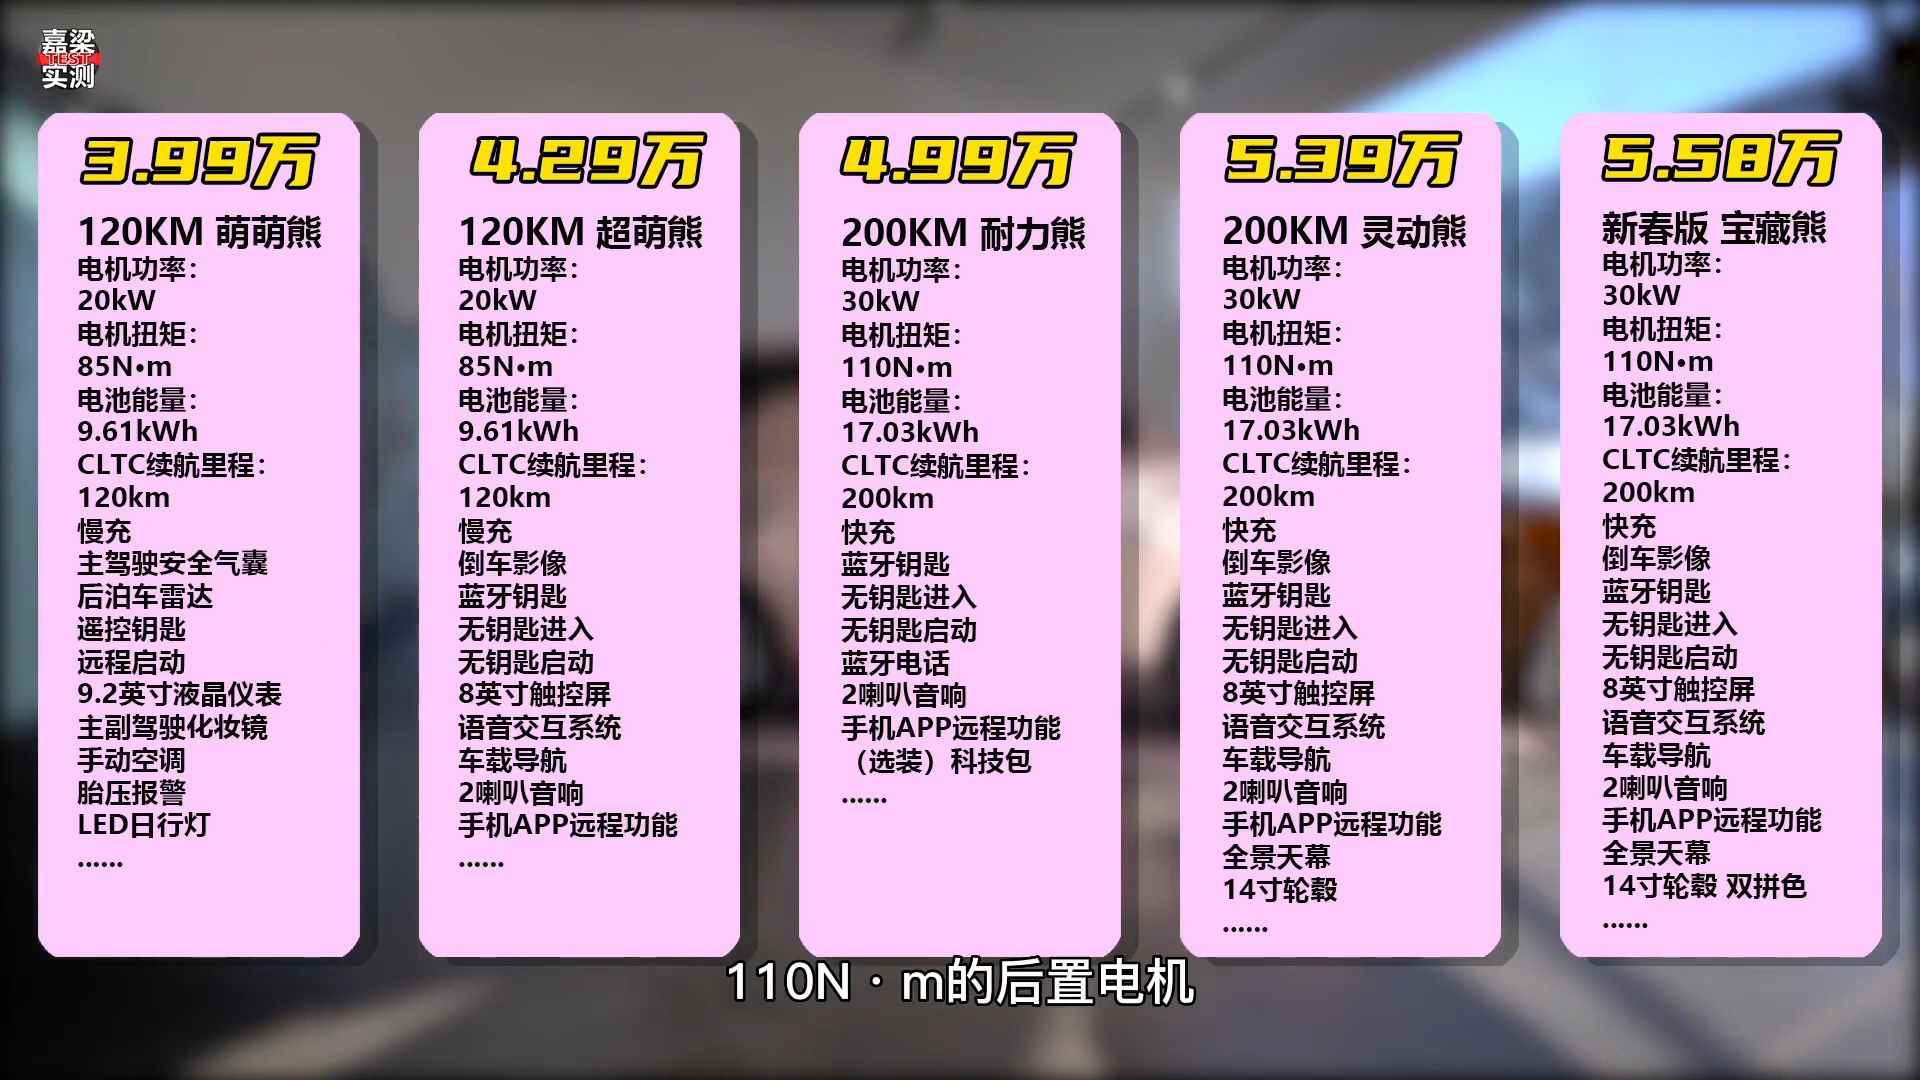 嘉梁
TEST
实测
3.99万
120KM 萌萌熊
电机功率：
20kW
电机扭矩：
85N•m
电池能量：
9.61kWh
CLTC续航里程：
120km
慢充
主驾驶安全气囊
后泊车雷达
遥控钥匙
远程启动
9.2英寸液晶仪表
主副驾驶化妆镜
手动空调
胎压报警
LED日行灯
......
4.29万
120KM 超萌熊
电机功率：
20kW
电机扭矩：
85N•m
电池能量：
9.61kWh
CLTC续航里程：
120km
慢充
倒车影像
蓝牙钥匙
无钥匙进入
无钥匙启动
8英寸触控屏
语音交互系统
车载导航
2喇叭音响
手机APP远程功能
......
4.99万
200KM 耐力熊
电机功率：
30kW
电机扭矩：
110N•m
电池能量：
17.03kWh
CLTC续航里程：
200km
快充
蓝牙钥匙
无钥匙进入
无钥匙启动
蓝牙电话
2喇叭音响
手机APP远程功能
（选装）科技包
......
5.39万
200KM 灵动熊
电机功率：
30kW
电机扭矩：
110N•m
电池能量：
17.03kWh
CLTC续航里程：
200km
快充
倒车影像
蓝牙钥匙
无钥匙进入
无钥匙启动
8英寸触控屏
语音交互系统
车载导航
2喇叭音响
手机APP远程功能
全景天幕
14寸轮毂
......
5.58万
新春版 宝藏熊
电机功率：
30kW
电机扭矩：
110N•m
电池能量：
17.03kWh
CLTC续航里程：
200km
快充
倒车影像
蓝牙钥匙
无钥匙进入
无钥匙启动
8英寸触控屏
语音交互系统
车载导航
2喇叭音响
手机APP远程功能
全景天幕
14寸轮毂 双拼色
......
110N · m的后置电机